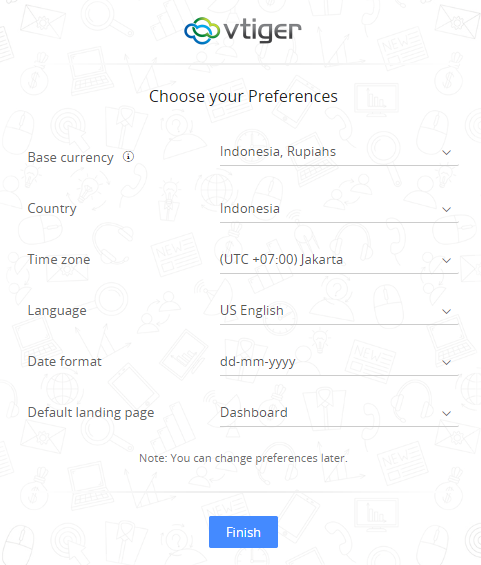 vtiger
Choose your Preferences
Base currency Indonesia, Rupiahs
Country Indonesia
Time zone (UTC +07:00) Jakarta
Language US English
Date format dd-mm-yyyy
Default landing page Dashboard
Note: You can change preferences later.
Finish